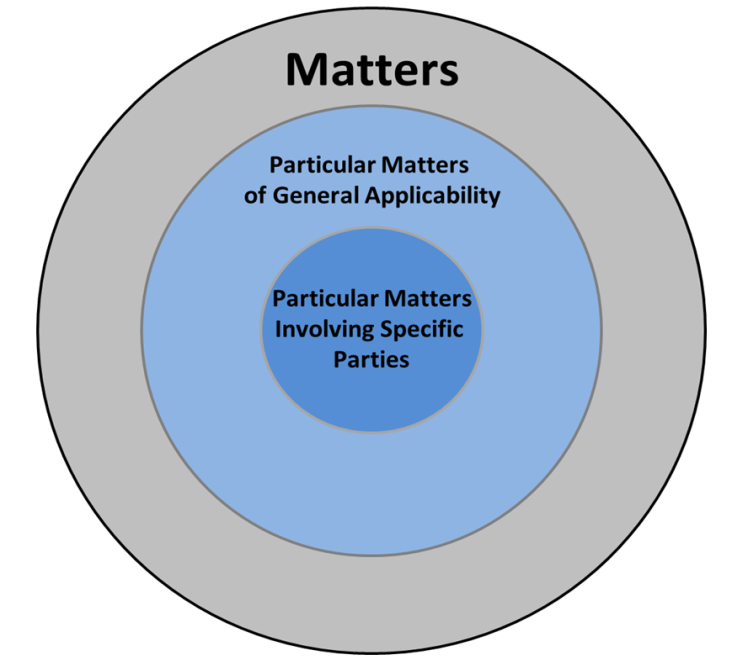 Matters
Particular Matters
of General Applicability
Particular Matters
Involving Specific
Parties